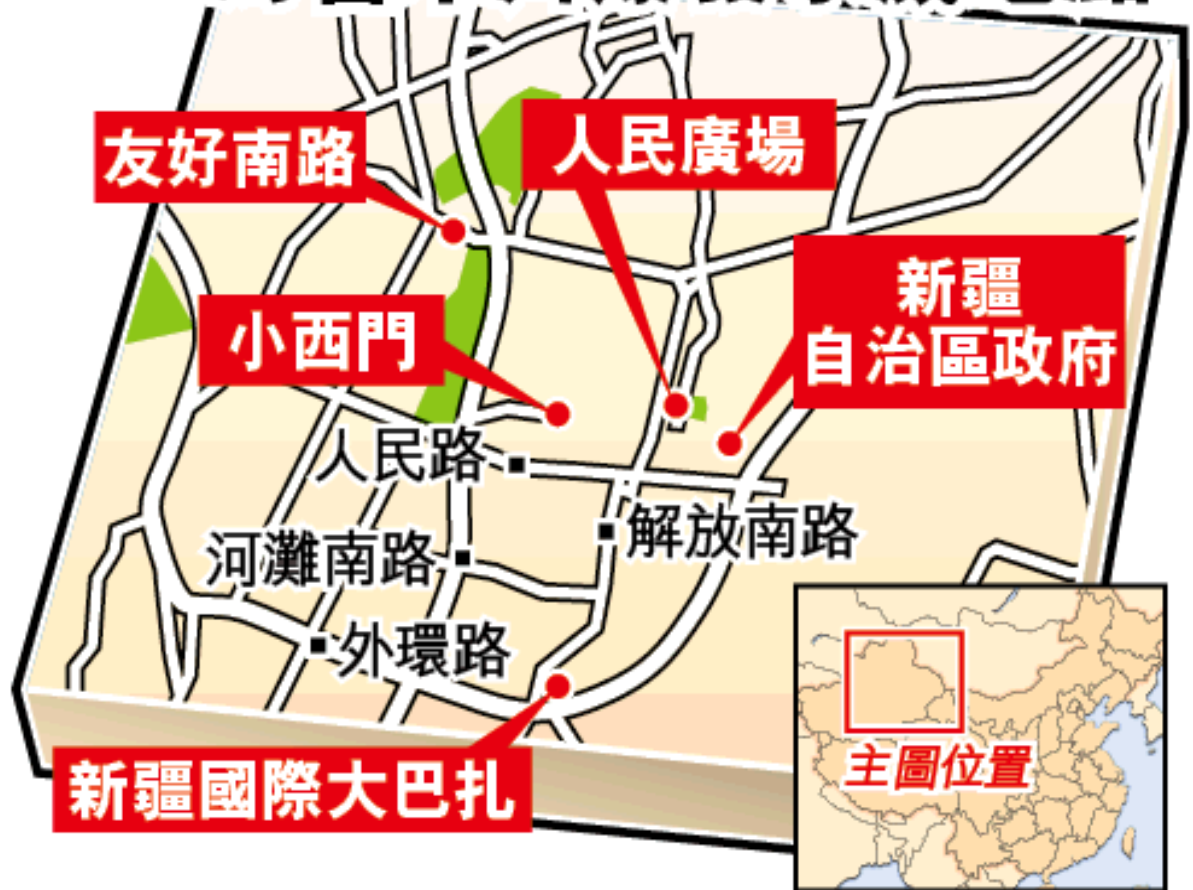 友好南路
人民廣場
新疆
自治區政府
小西門
人民路
解放南路
河灘南路
外環路
新疆國際大巴扎
主圖位置